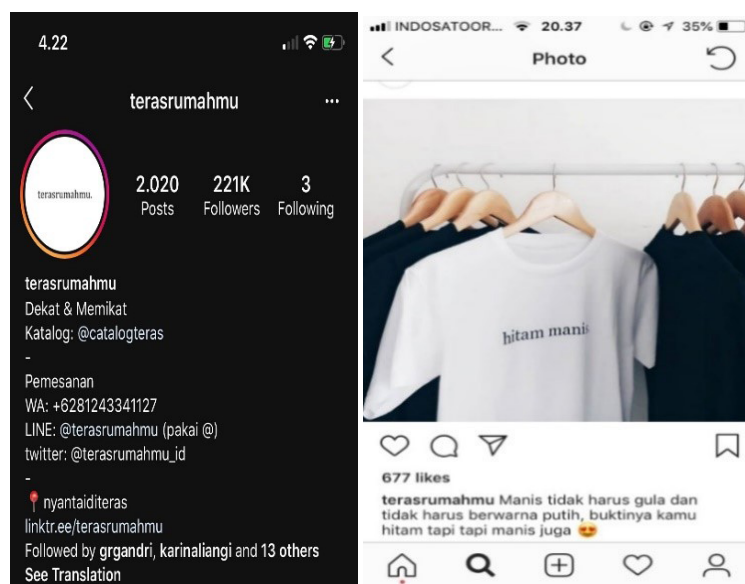 4.22
terasrumahmu
terasrumahmu.
2.020 221K 3
Posts Followers Following
terasrumahmu
Dekat & Memikat
Katalog: @catalogteras
-
Pemesanan
WA: +6281243341127
LINE: @terasrumahmu (pakai @)
twitter: @terasrumahmu_id
-
📍 nyantaiditeras
linktr.ee/terasrumahmu
Followed by grgandri, karinaliangi and 13 others
See Translation
INDOSATOOR... 20.37 35%
Photo
hitam manis
677 likes
terasrumahmu Manis tidak harus gula dan
tidak harus berwarna putih, buktinya kamu
hitam tapi tapi manis juga 😍